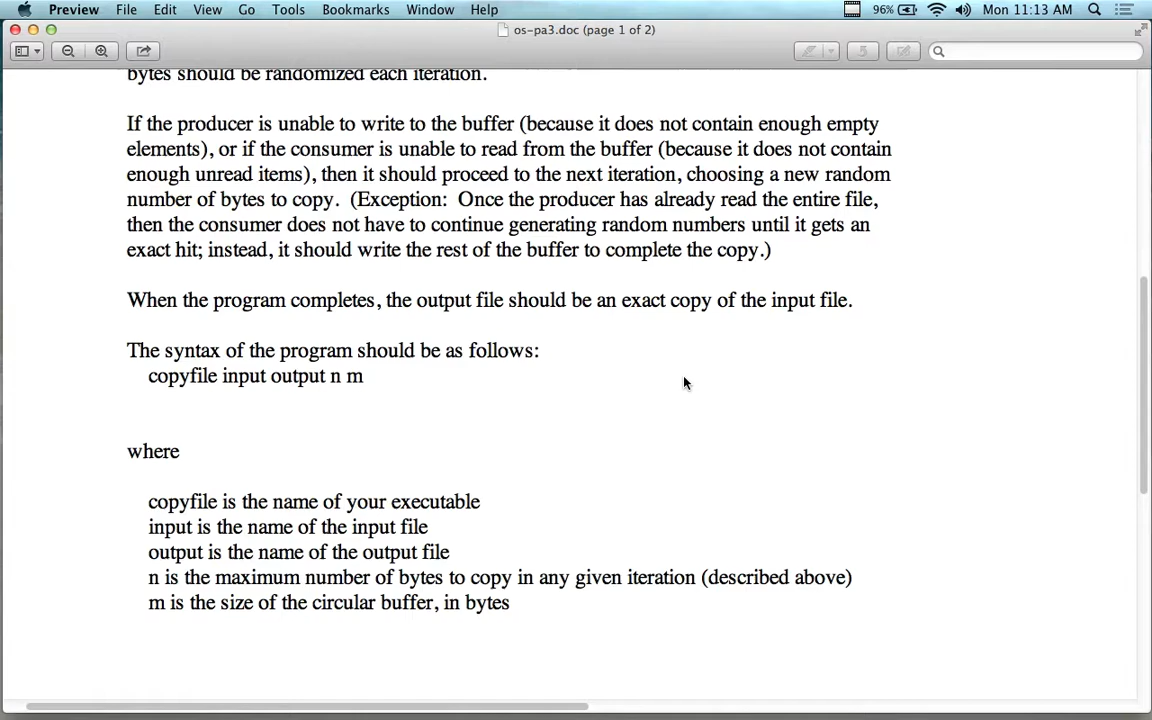 Preview File Edit View Go Tools Bookmarks Window Help 96% Mon 11:13 AM
os-pa3.doc (page 1 of 2)
bytes should be randomized each iteration.
If the producer is unable to write to the buffer (because it does not contain enough empty
elements), or if the consumer is unable to read from the buffer (because it does not contain
enough unread items), then it should proceed to the next iteration, choosing a new random
number of bytes to copy. (Exception: Once the producer has already read the entire file,
then the consumer does not have to continue generating random numbers until it gets an
exact hit; instead, it should write the rest of the buffer to complete the copy.)
When the program completes, the output file should be an exact copy of the input file.
The syntax of the program should be as follows:
copyfile input output n m
where
copyfile is the name of your executable
input is the name of the input file
output is the name of the output file
n is the maximum number of bytes to copy in any given iteration (described above)
m is the size of the circular buffer, in bytes